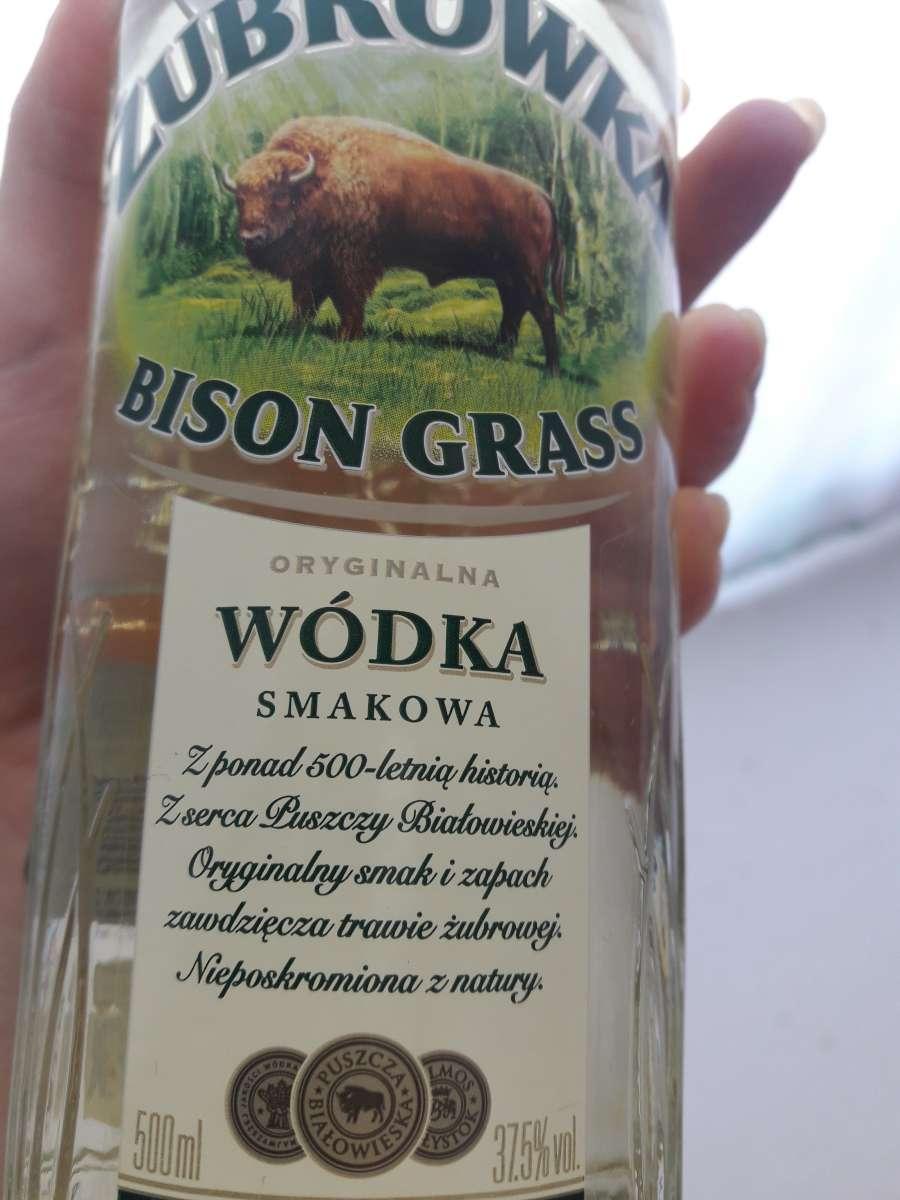 ŻUBRÓWKA
BISON GRASS
ORYGINALNA
WÓDKA
SMAKOWA
Z ponad 500-letnią historią.
Z serca Puszczy Białowieskiej.
Oryginalny smak i zapach
zawdzięcza trawie żubrowej.
Nieposkromiona z natury.
PUSZCZA
BIAŁOWIESKA
500ml
37.5% vol.